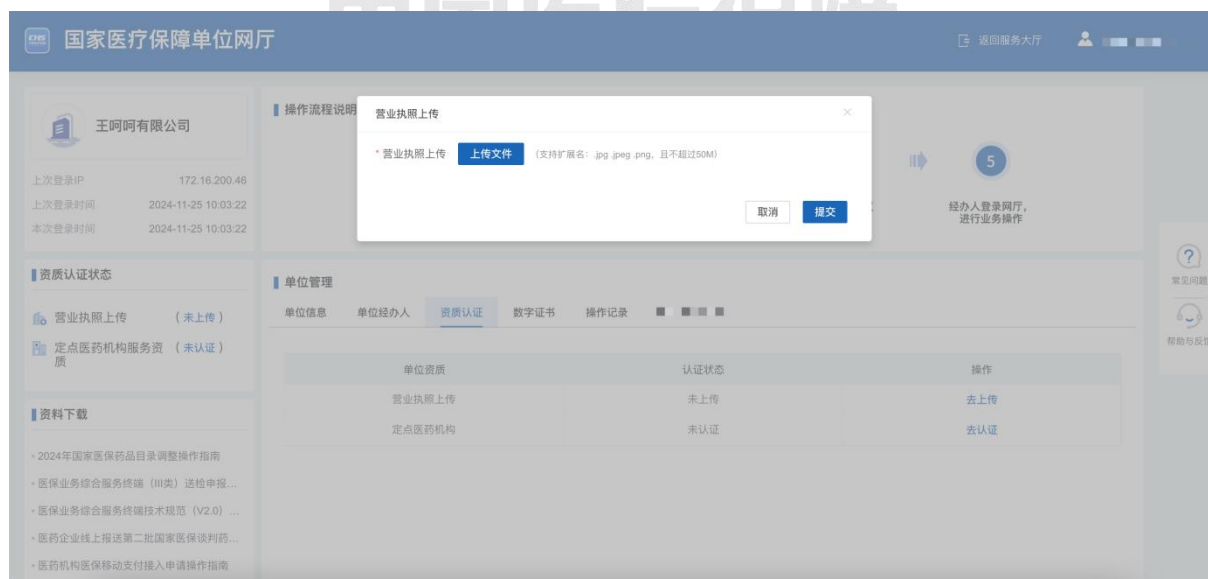 国家医疗保障单位网厅
返回服务大厅
王呵呵有限公司
上次登录IP 172.16.200.46
上次登录时间 2024-11-25 10:03:22
本次登录时间 2024-11-25 10:03:22
操作流程说明
营业执照上传
* 营业执照上传 上传文件 (支持扩展名: .jpg .jpeg .png, 且不超过50M)
取消 提交
5
经办人登录网厅,
进行业务操作
资质认证状态
营业执照上传 (未上传)
定点医药机构服务资 (未认证)
质
单位管理
单位信息 单位经办人 资质认证 数字证书 操作记录
单位资质 认证状态 操作
营业执照上传 未上传 去上传
定点医药机构 未认证 去认证
常见问题
帮助与反馈
资料下载
• 2024年国家医保药品目录调整操作指南
• 医保业务综合服务终端(III类)送检申报...
• 医保业务综合服务终端技术规范(V2.0)...
• 医药企业线上报送第二批国家医保谈判药...
• 医药机构医保移动支付接入申请操作指南